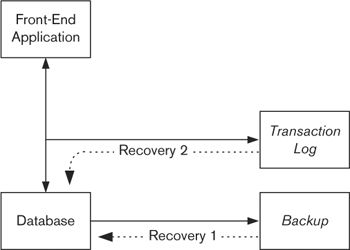 Front-End
Application
Transaction
Log
Recovery 2
Database
Backup
Recovery 1